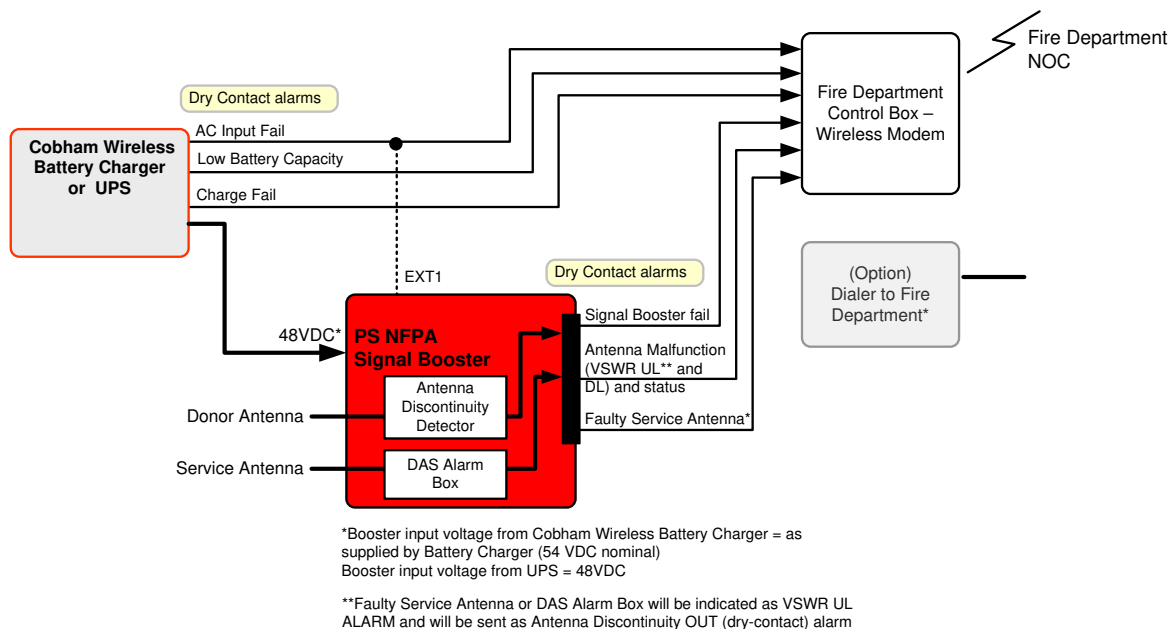 Fire Department
NOC
Fire Department
Control Box –
Wireless Modem
Dry Contact alarms
AC Input Fail
Cobham Wireless
Battery Charger
or UPS
Low Battery Capacity
Charge Fail
EXT1
Dry Contact alarms
(Option)
Dialer to Fire
Department*
48VDC*
PS NFPA
Signal Booster
Signal Booster fail
Antenna Malfunction
(VSWR UL** and
DL) and status
Antenna
Discontinuity
Detector
Donor Antenna
Faulty Service Antenna*
Service Antenna
DAS Alarm
Box
*Booster input voltage from Cobham Wireless Battery Charger = as
supplied by Battery Charger (54 VDC nominal)
Booster input voltage from UPS = 48VDC
**Faulty Service Antenna or DAS Alarm Box will be indicated as VSWR UL
ALARM and will be sent as Antenna Discontinuity OUT (dry-contact) alarm